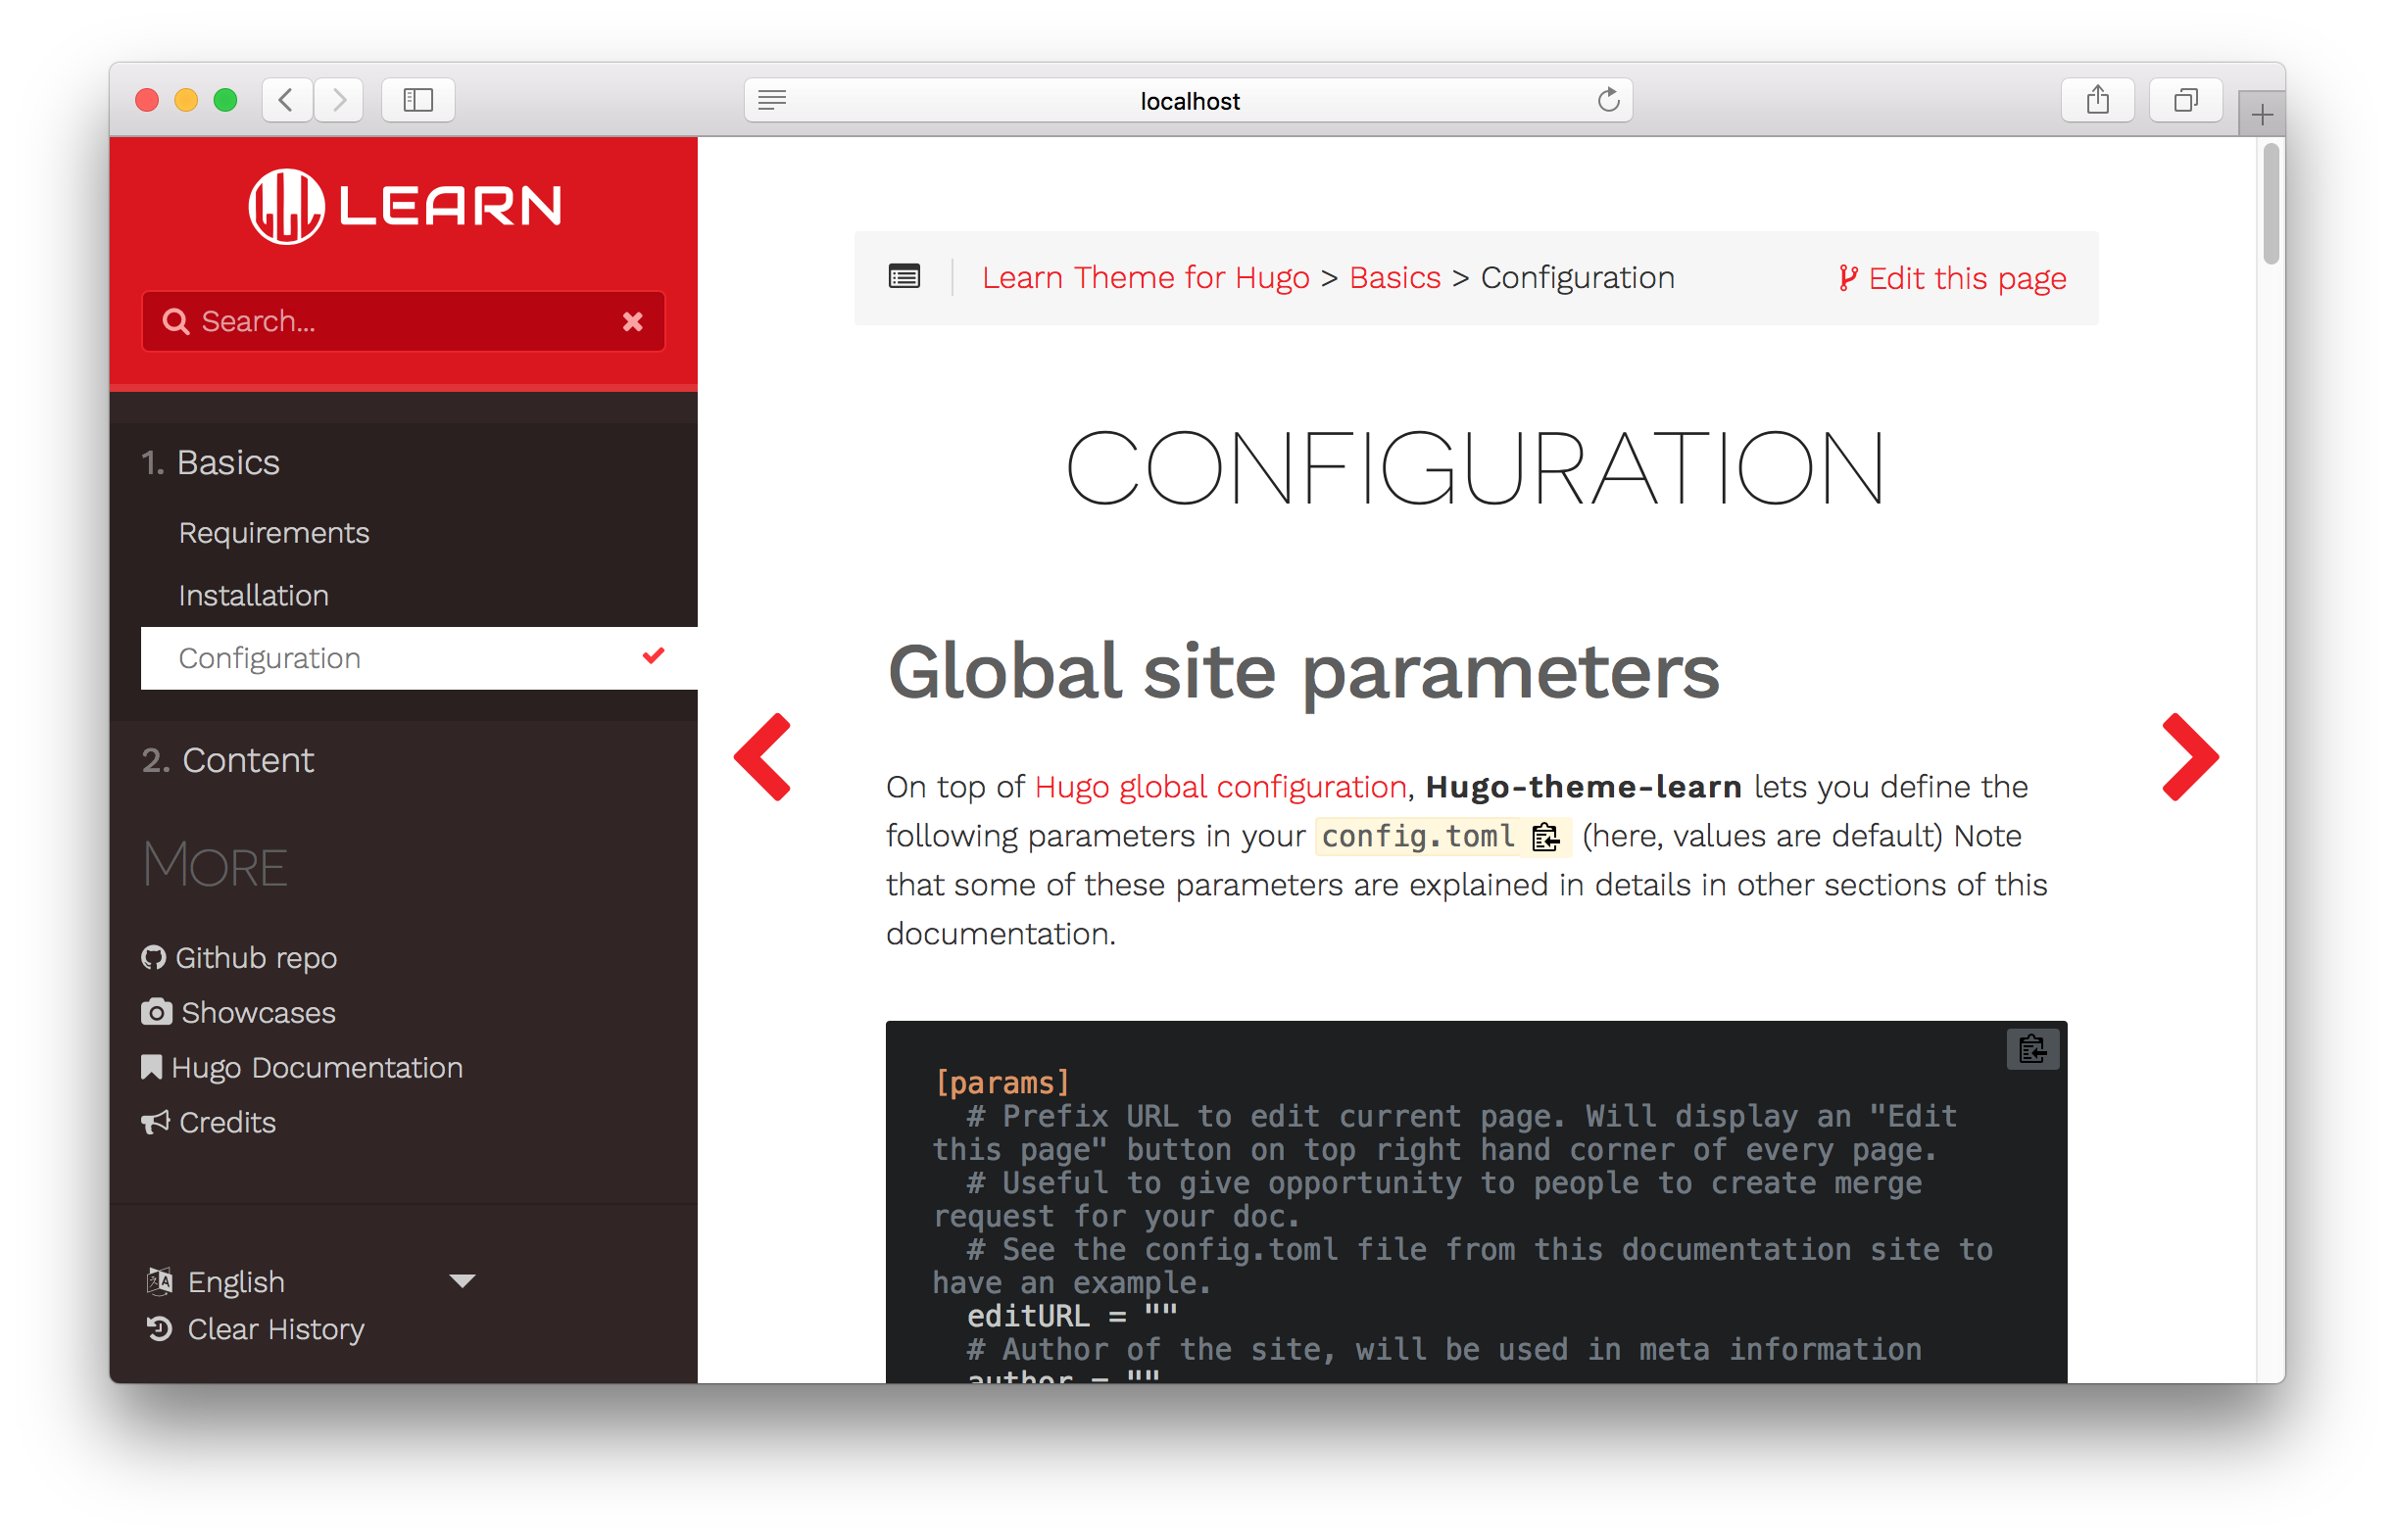 localhost
LEARN
Search...
1. Basics
Requirements
Installation
Configuration
2. Content
More
Github repo
Showcases
Hugo Documentation
Credits
English
Clear History
Learn Theme for Hugo > Basics > Configuration
Edit this page
CONFIGURATION
Global site parameters
On top of Hugo global configuration, Hugo-theme-learn lets you define the
following parameters in your config.toml (here, values are default) Note
that some of these parameters are explained in details in other sections of this
documentation.
[params]
# Prefix URL to edit current page. Will display an "Edit
this page" button on top right hand corner of every page.
# Useful to give opportunity to people to create merge
request for your doc.
# See the config.toml file from this documentation site to
have an example.
editURL = ""
# Author of the site, will be used in meta information
author = ""